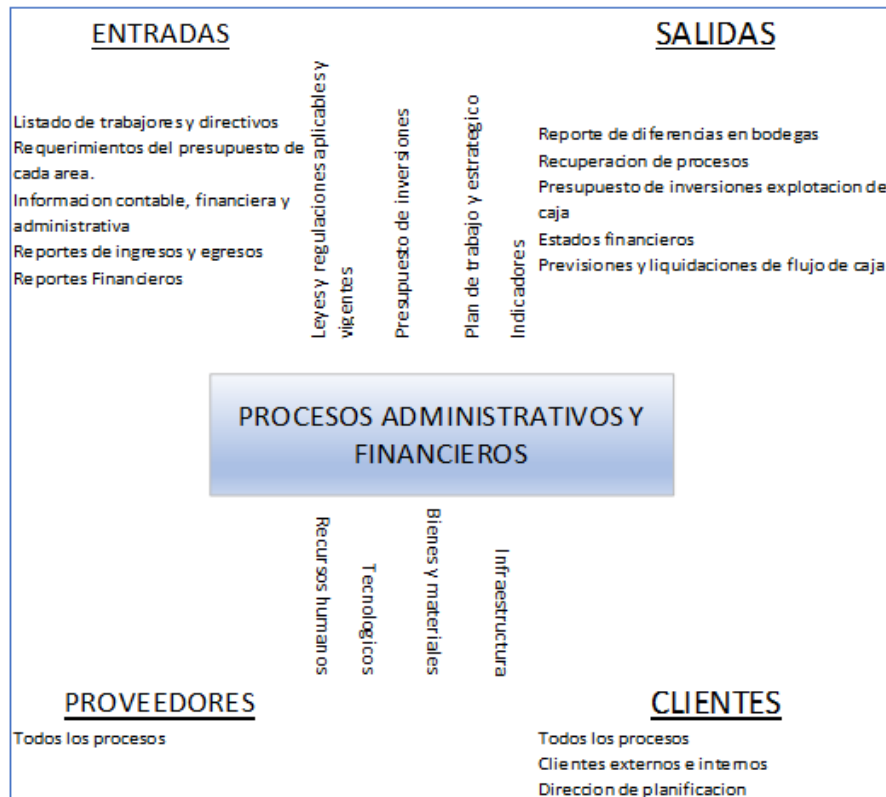 ENTRADAS
Listado de trabajores y directivos
Requerimientos del presupuesto de
cada area.
Informacion contable, financiera y
administrativa
Reportes de ingresos y egresos
Reportes Financieros
Leyes y regulaciones aplicables y
vigentes
Presupuesto de inversiones
Plan de trabajo y estrategico
Indicadores
SALIDAS
Reporte de diferencias en bodegas
Recuperacion de procesos
Presupuesto de inversiones explotacion de
caja
Estados financieros
Previsiones y liquidaciones de flujo de caja
PROCESOS ADMINISTRATIVOS Y
FINANCIEROS
Recursos humanos
Tecnologicos
Bienes y materiales
Infraestructura
PROVEEDORES
Todos los procesos
CLIENTES
Todos los procesos
Clientes externos e internos
Direccion de planificacion